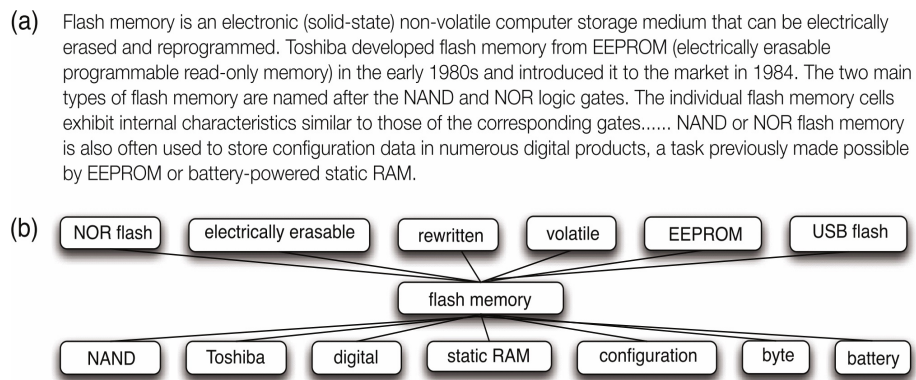 (a) Flash memory is an electronic (solid-state) non-volatile computer storage medium that can be electrically
erased and reprogrammed. Toshiba developed flash memory from EEPROM (electrically erasable
programmable read-only memory) in the early 1980s and introduced it to the market in 1984. The two main
types of flash memory are named after the NAND and NOR logic gates. The individual flash memory cells
exhibit internal characteristics similar to those of the corresponding gates...... NAND or NOR flash memory
is also often used to store configuration data in numerous digital products, a task previously made possible
by EEPROM or battery-powered static RAM.
(b) NOR flash electrically erasable rewritten volatile EEPROM USB flash
flash memory
NAND Toshiba digital static RAM configuration byte battery